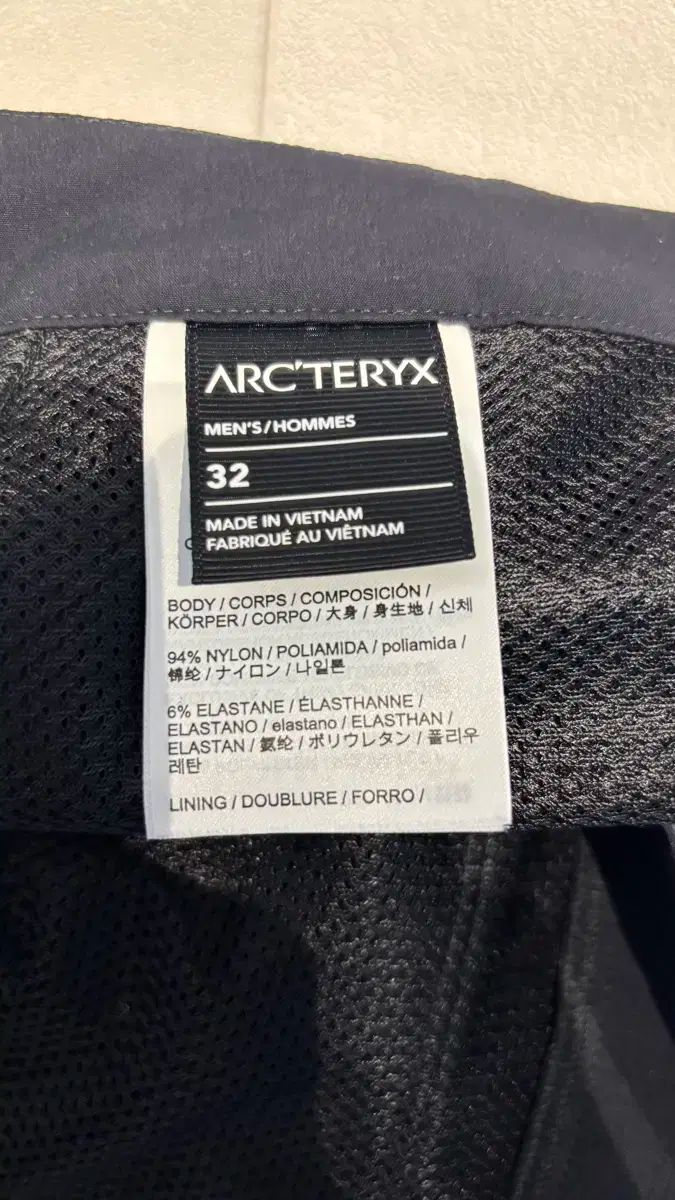 ARC'TERYX
MEN'S/HOMMES
32
MADE IN VIETNAM
FABRIQUÉ AU VIÊTNAM
BODY / CORPS / COMPOSICIÓN /
KÖRPER / CORPO / 大身 / 身生地 / 신체
94% NYLON / POLIAMIDA / poliamida /
锦纶 / ナイロン / 나일론
6% ELASTANE / ÉLASTHANNE /
ELASTANO / elastano / ELASTHAN /
ELASTAN / 氨纶 / ポリウレタン / 폴리우
레탄
LINING / DOUBLURE / FORRO /